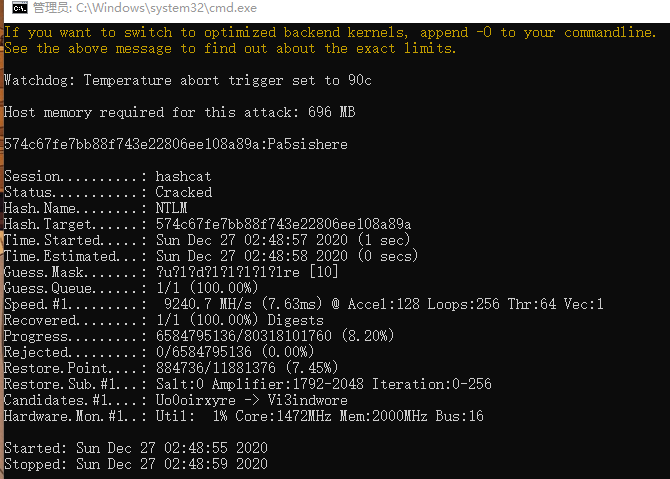 管理员: C:\Windows\system32\cmd.exe
If you want to switch to optimized backend kernels, append -O to your commandline.
See the above message to find out about the exact limits.
Watchdog: Temperature abort trigger set to 90c
Host memory required for this attack: 696 MB
574c67fe7bb88f743e22806ee108a89a:Pa5sishere
Session..........: hashcat
Status...........: Cracked
Hash.Name........: NTLM
Hash.Target......: 574c67fe7bb88f743e22806ee108a89a
Time.Started.....: Sun Dec 27 02:48:57 2020 (1 sec)
Time.Estimated...: Sun Dec 27 02:48:58 2020 (0 secs)
Guess.Mask.......: ?u?l?d?l?l?l?l?lre [10]
Guess.Queue......: 1/1 (100.00%)
Speed.#1.........:  9240.7 MH/s (7.63ms) @ Accel:128 Loops:256 Thr:64 Vec:1
Recovered........: 1/1 (100.00%) Digests
Progress.........: 6584795136/80318101760 (8.20%)
Rejected.........: 0/6584795136 (0.00%)
Restore.Point....: 884736/11881376 (7.45%)
Restore.Sub.#1...: Salt:0 Amplifier:1792-2048 Iteration:0-256
Candidates.#1....: Uo0oirxyre -> Vi3indwore
Hardware.Mon.#1..: Util:  1% Core:1472MHz Mem:2000MHz Bus:16
Started: Sun Dec 27 02:48:55 2020
Stopped: Sun Dec 27 02:48:59 2020